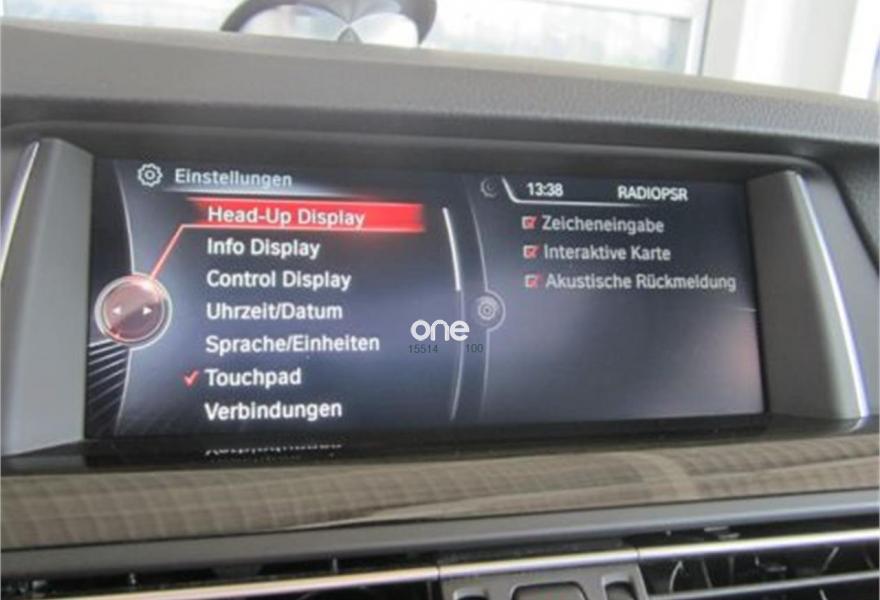 Einstellungen
Head-Up Display
Info Display
Control Display
Uhrzeit/Datum
Sprache/Einheiten
Touchpad
Verbindungen
13:38 RADIOPSR
Zeicheneingabe
Interaktive Karte
Akustische Rückmeldung
one
15514 100